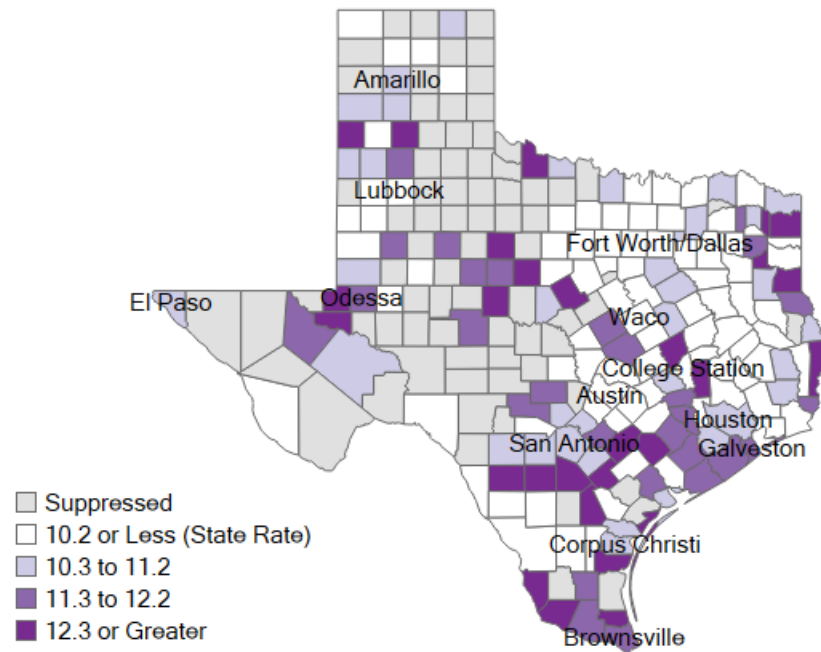 Amarillo
Lubbock
Fort Worth/Dallas
El Paso
Odessa
Waco
College Station
Austin
Houston
San Antonio
Galveston
Suppressed
10.2 or Less (State Rate)
10.3 to 11.2
Corpus Christi
11.3 to 12.2
12.3 or Greater
Brownsville